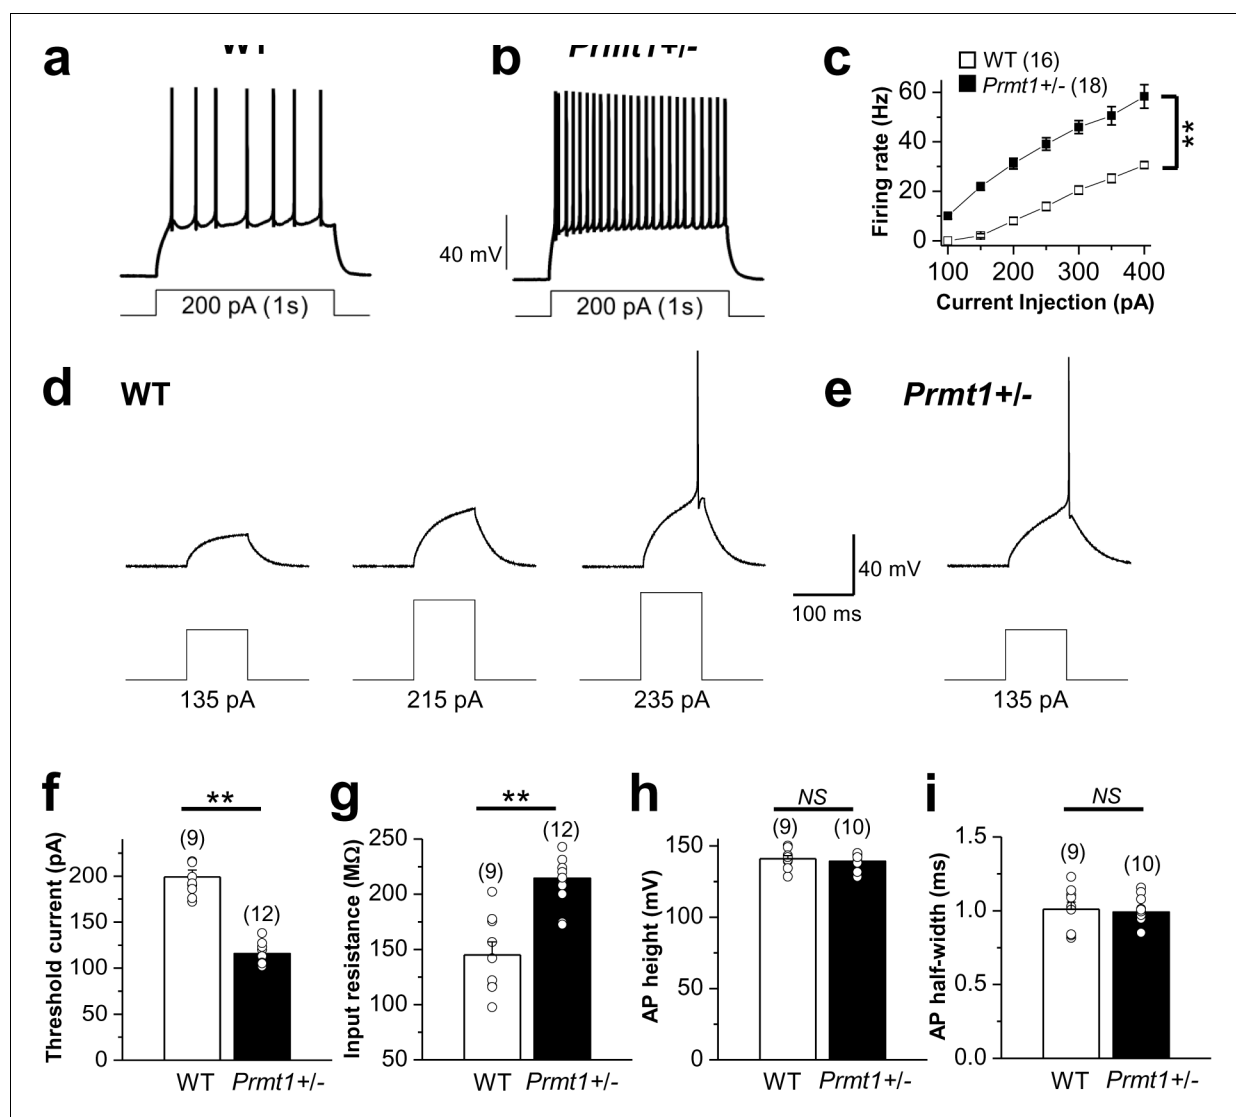 a
WT
b
Prmt1+/-
40 mV
200 pA (1s)
200 pA (1s)
c
WT (16)
Prmt1+/- (18)
Firing rate (Hz)
60
40
20
0
**
100
200
300
400
Current Injection (pA)
d
WT
135 pA
215 pA
235 pA
40 mV
100 ms
e
Prmt1+/-
135 pA
f
**
Threshold current (pA)
200
150
100
50
0
(9)
(12)
WT
Prmt1+/-
g
**
Input resistance (MΩ)
250
200
150
100
50
(9)
(12)
WT
Prmt1+/-
h
NS
AP height (mV)
150
100
50
0
(9)
(10)
WT
Prmt1+/-
i
NS
AP half-width (ms)
1.5
1.0
0.5
0.0
(9)
(10)
WT
Prmt1+/-